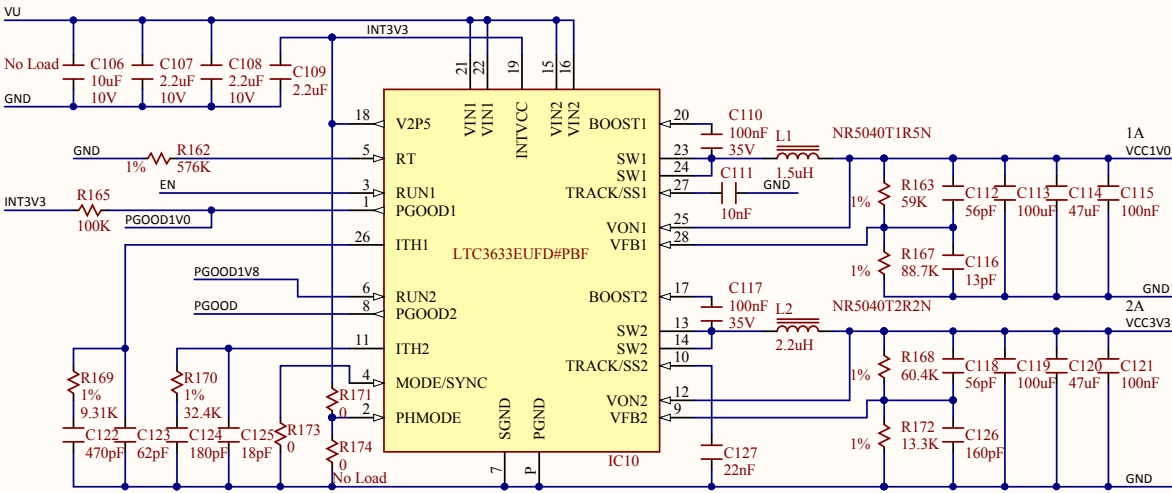 VU
INT3V3
No Load
C106
10uF
10V
C107
2.2uF
10V
C108
2.2uF
10V
C109
2.2uF
GND
21
22
19
15
16
VIN1
VIN1
INTVCC
VIN2
VIN2
18
V2P5
GND
1%
R162
576K
5
RT
EN
3
RUN1
INT3V3
R165
100K
PGOOD1V0
1
PGOOD1
26
ITH1
LTC3633EUFD#PBF
PGOOD1V8
6
RUN2
PGOOD
8
PGOOD2
11
ITH2
4
MODE/SYNC
2
PHMODE
R169
1%
9.31K
R170
1%
32.4K
R171
0
C122
470pF
C123
62pF
C124
180pF
C125
18pF
R173
0
R174
0
No Load
SGND
PGND
7
P
IC10
BOOST1
20
C110
100nF
35V
L1
1.5uH
NR5040T1R5N
SW1
23
SW1
24
TRACK/SS1
27
C111
10nF
GND
VON1
25
VFB1
28
1A
VCC1V0
1%
R163
59K
C112
56pF
C113
100uF
C114
47uF
C115
100nF
1%
R167
88.7K
C116
13pF
GND
BOOST2
17
C117
100nF
35V
L2
2.2uH
NR5040T2R2N
SW2
13
SW2
14
TRACK/SS2
10
VON2
12
VFB2
9
2A
VCC3V3
1%
R168
60.4K
C118
56pF
C119
100uF
C120
47uF
C121
100nF
1%
R172
13.3K
C126
160pF
C127
22nF
GND